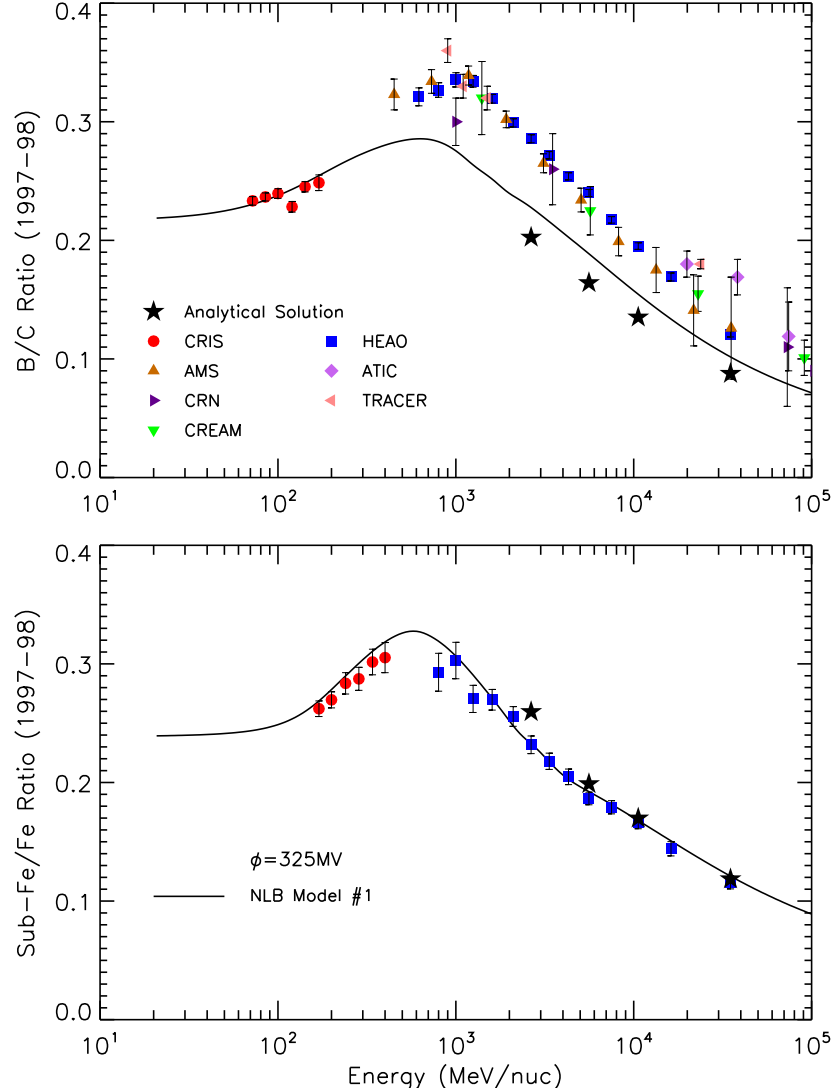 0.4
0.3
0.2
0.1
0.0
B/C Ratio (1997−98)
Analytical Solution
CRIS
HEAO
AMS
ATIC
CRN
TRACER
CREAM
10¹ 10² 10³ 10⁴ 10⁵
0.4
0.3
0.2
0.1
0.0
Sub−Fe/Fe Ratio (1997−98)
ϕ=325MV
NLB Model #1
10¹ 10² 10³ 10⁴ 10⁵
Energy (MeV/nuc)